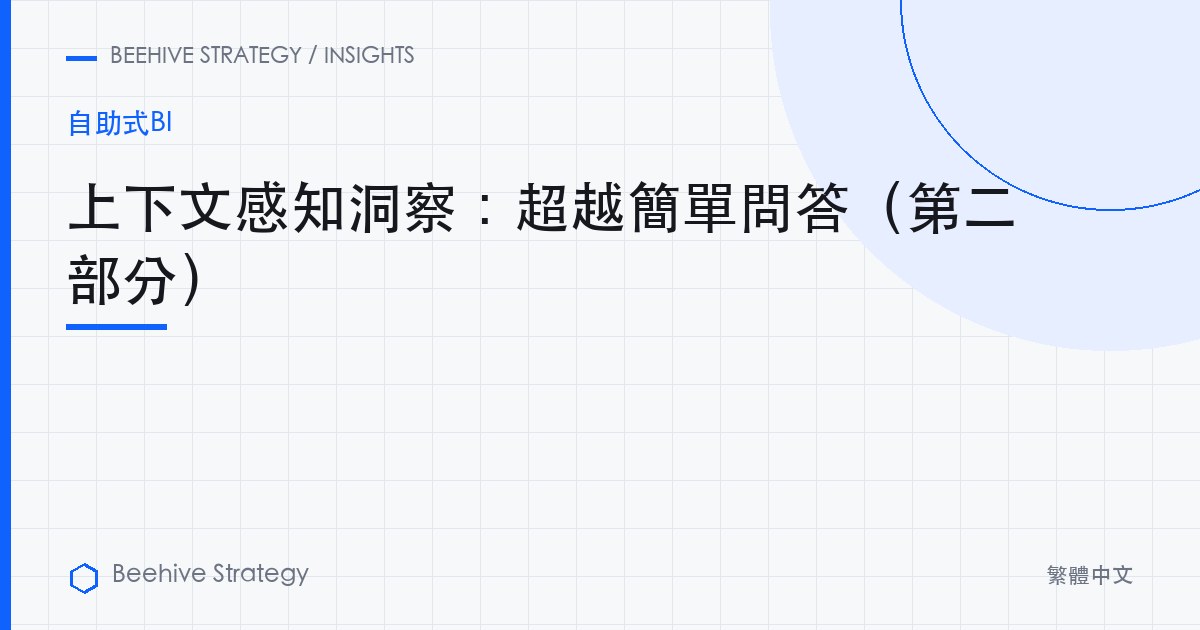 BEEHIVE STRATEGY / INSIGHTS
自助式BI
上下文感知洞察：超越簡單問答（第二
部分）
Beehive Strategy
繁體中文